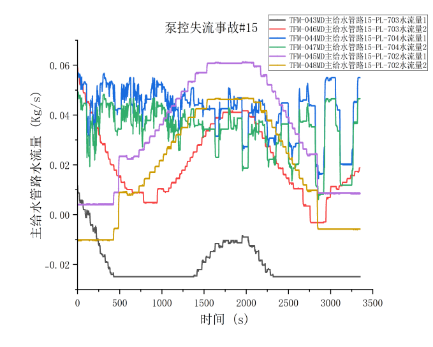 泵控失流事故#15
TFM-045MD主给水管路15-PL-703水流量1
TFM-046MD主给水管路15-PL-703水流量2
TFM-043MD主给水管路15-PL-704水流量1
TFM-044MD主给水管路15-PL-704水流量2
TFM-047MD主给水管路15-PL-702水流量1
TFM-048MD主给水管路15-PL-702水流量2
主给水管路水流量 (Kg/s)
0.06
0.04
0.02
0.00
-0.02
0
500
1000
1500
2000
2500
3000
3500
时间 (s)